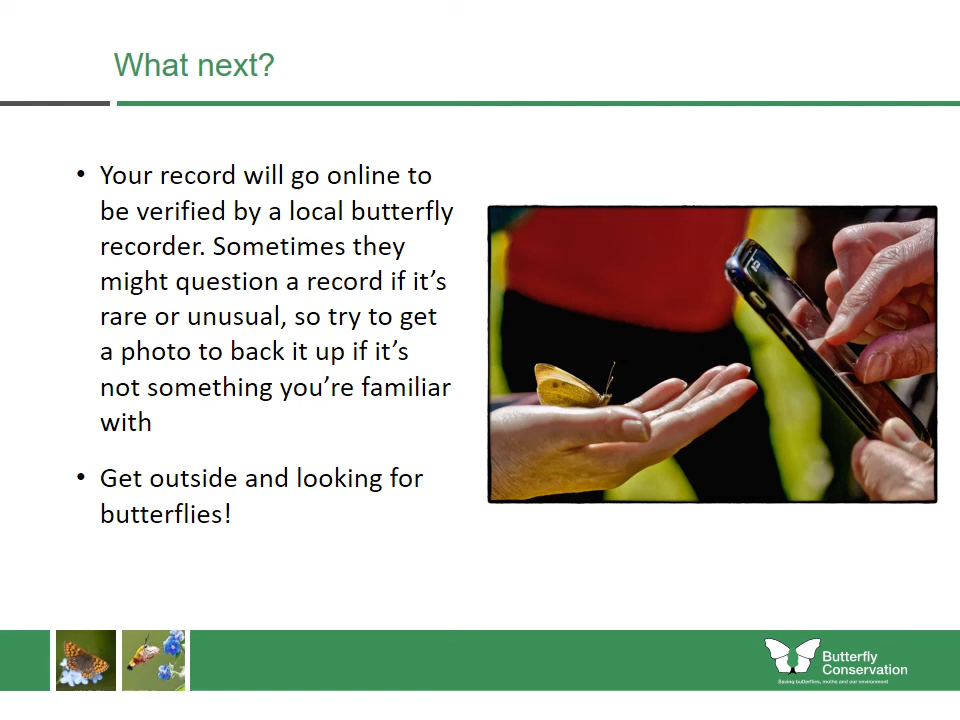 What next?
• Your record will go online to
be verified by a local butterfly
recorder. Sometimes they
might question a record if it’s
rare or unusual, so try to get
a photo to back it up if it’s
not something you’re familiar
with
• Get outside and looking for
butterflies!
Butterfly
Conservation
Saving butterflies, moths and our environment